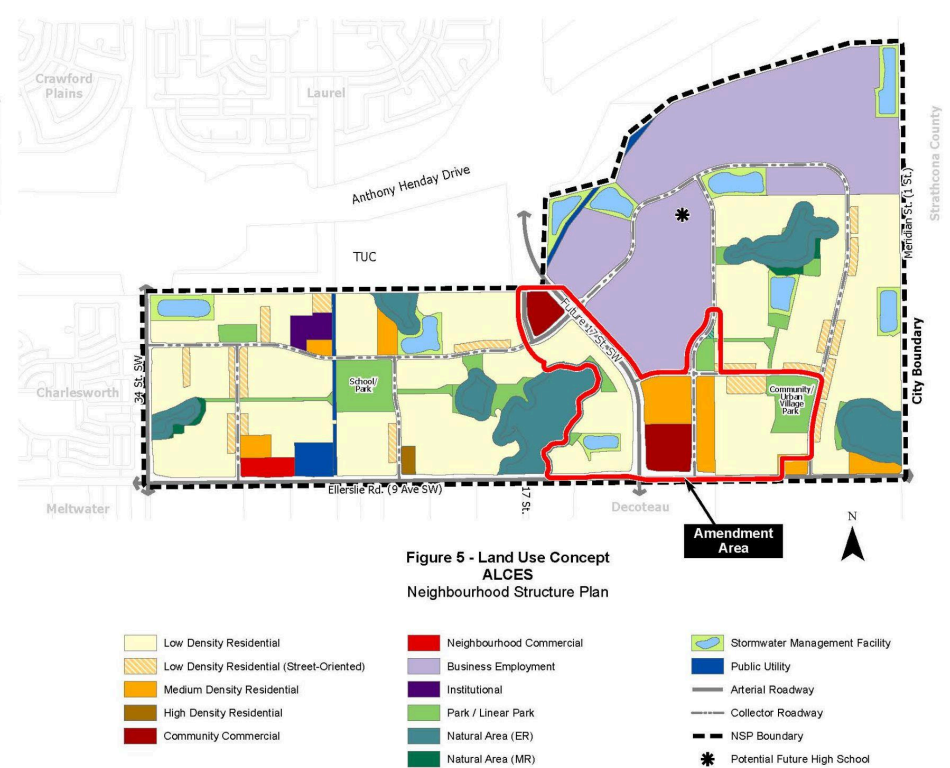 Crawford
Plains
Laurel
Strathcona County
Anthony Henday Drive
Meridian St. (1 St.)
TUC
Future 17 St. SW
34 St. SW
City Boundary
Charlesworth
School/
Park
Community/
Urban
Village
Park
Ellerslie Rd. (9 Ave SW)
17 St.
Meltwater
Decoteau
Amendment
Area
N
Figure 5 - Land Use Concept
ALCES
Neighbourhood Structure Plan
Low Density Residential
Low Density Residential (Street-Oriented)
Medium Density Residential
High Density Residential
Community Commercial
Neighbourhood Commercial
Business Employment
Institutional
Park / Linear Park
Natural Area (ER)
Natural Area (MR)
Stormwater Management Facility
Public Utility
Arterial Roadway
Collector Roadway
NSP Boundary
Potential Future High School